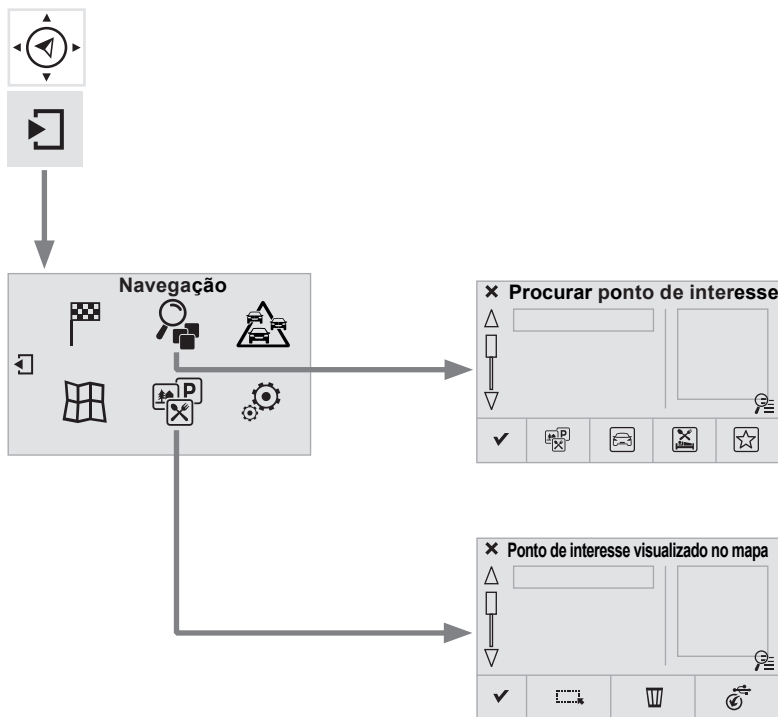 Navegação
Procurar ponto de interesse
P
P
Ponto de interesse visualizado no mapa